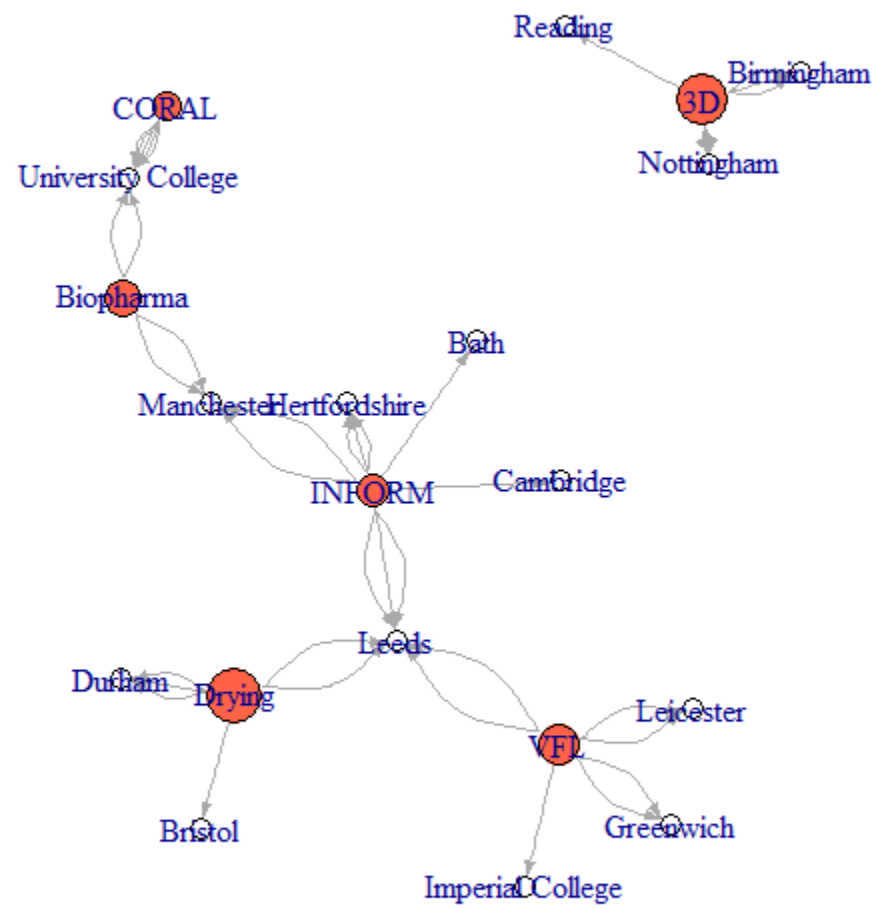 Reading
Birmingham
3D
CORAL
Nottingham
University College
Biopharma
Bath
Manchester
Hertfordshire
Cambridge
INFORM
Leeds
Durham
Drying
Leicester
VFL
Bristol
Greenwich
Imperial College